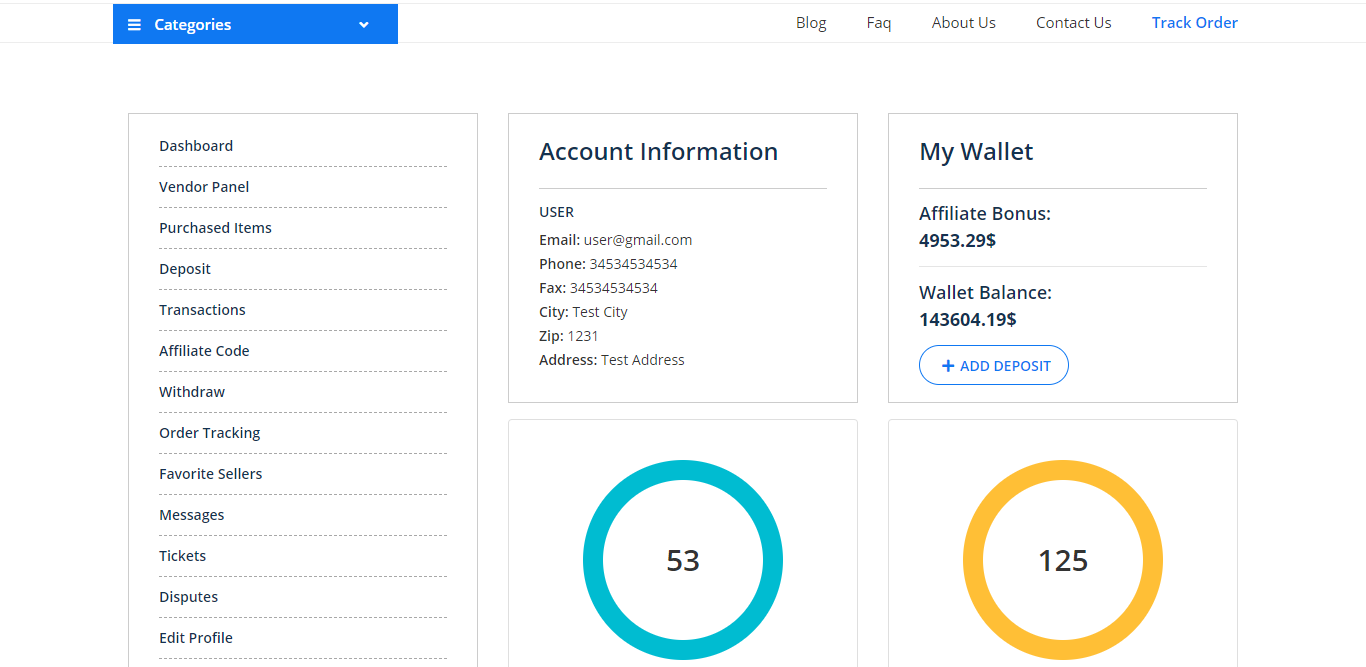 Categories
Blog Faq About Us Contact Us Track Order
Dashboard
Vendor Panel
Purchased Items
Deposit
Transactions
Affiliate Code
Withdraw
Order Tracking
Favorite Sellers
Messages
Tickets
Disputes
Edit Profile
Account Information
USER
Email: user@gmail.com
Phone: 34534534534
Fax: 34534534534
City: Test City
Zip: 1231
Address: Test Address
My Wallet
Affiliate Bonus:
4953.29$
Wallet Balance:
143604.19$
+ ADD DEPOSIT
53
125